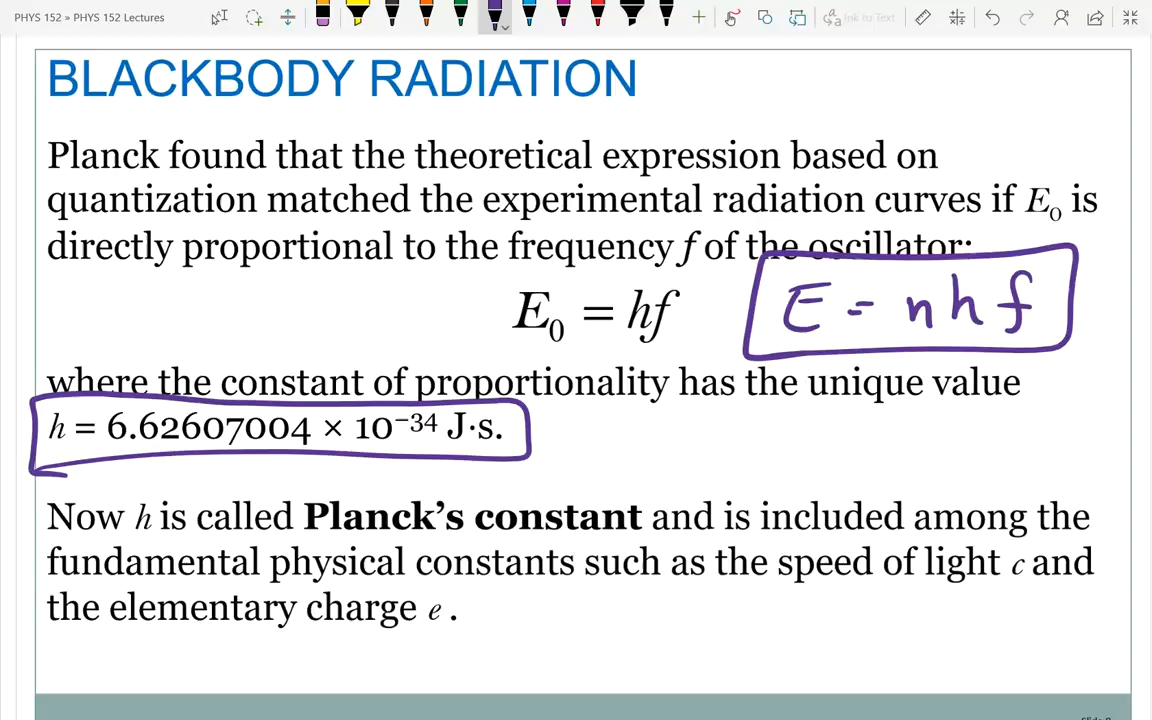 PHYS 152 » PHYS 152 Lectures
Ink to Text
BLACKBODY RADIATION
Planck found that the theoretical expression based on
quantization matched the experimental radiation curves if E₀ is
directly proportional to the frequency f of the oscillator:
E₀ = hf
E = nhf
where the constant of proportionality has the unique value
h = 6.62607004 × 10⁻³⁴ J·s.
Now h is called Planck's constant and is included among the
fundamental physical constants such as the speed of light c and
the elementary charge e .